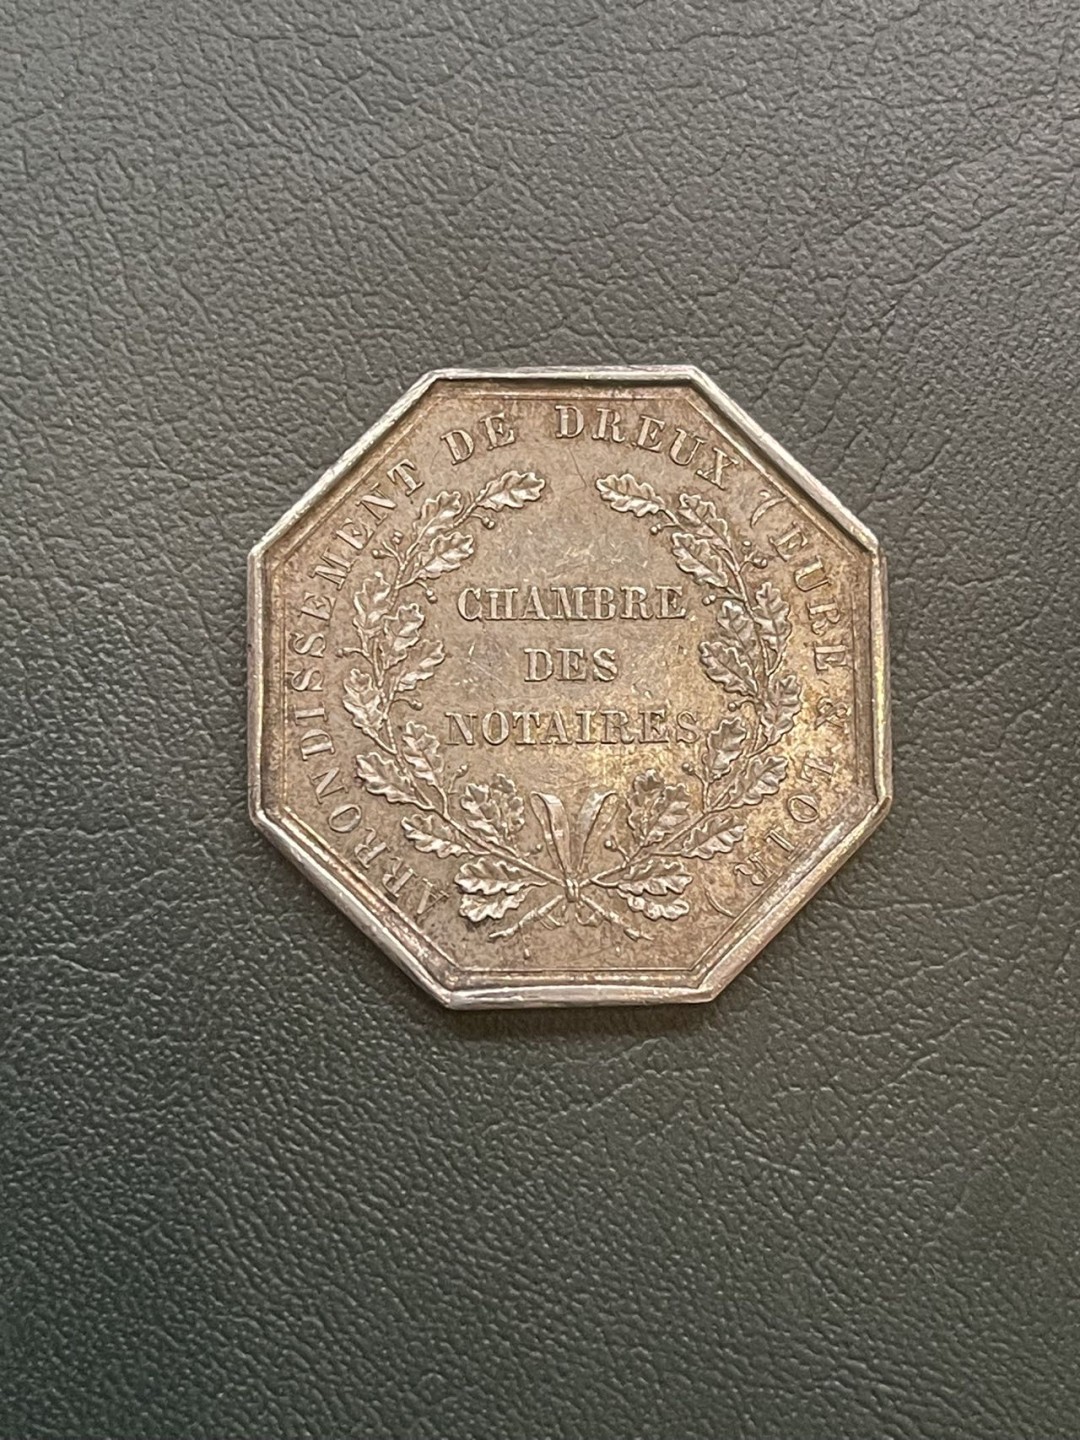 ARRONDISSEMENT DE DREUX (EURE & LOIR)
CHAMBRE
DES
NOTAIRES